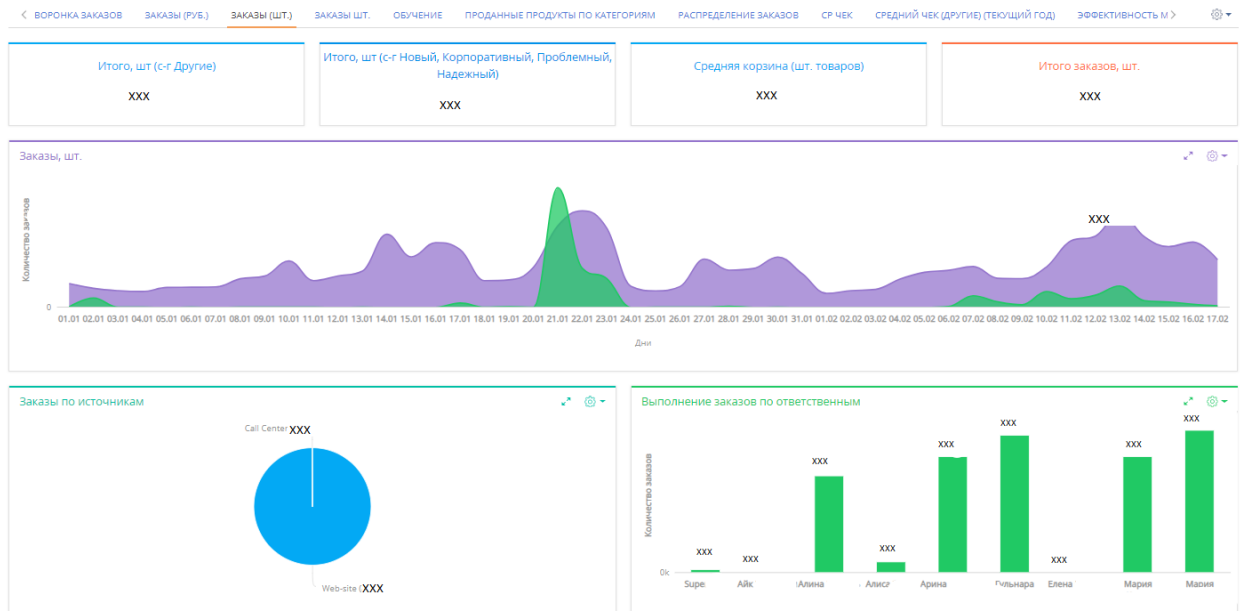 ВОРОНКА ЗАКАЗОВ ЗАКАЗЫ (РУБ.) ЗАКАЗЫ (ШТ.) ЗАКАЗЫ ШТ. ОБУЧЕНИЕ ПРОДАННЫЕ ПРОДУКТЫ ПО КАТЕГОРИЯМ РАСПРЕДЕЛЕНИЕ ЗАКАЗОВ СР ЧЕК СРЕДНИЙ ЧЕК (ДРУГИЕ) (ТЕКУЩИЙ ГОД) ЭФФЕКТИВНОСТЬ М
Итого, шт (с-г Другие)
XXX
Итого, шт (с-г Новый, Корпоративный, Проблемный,
Надежный)
XXX
Средняя корзина (шт. товаров)
XXX
Итого заказов, шт.
XXX
Заказы, шт.
Количество заказов
XXX
0
01.01 02.01 03.01 04.01 05.01 06.01 07.01 08.01 09.01 10.01 11.01 12.01 13.01 14.01 15.01 16.01 17.01 18.01 19.01 20.01 21.01 22.01 23.01 24.01 25.01 26.01 27.01 28.01 29.01 30.01 31.01 01.02 02.02 03.02 04.02 05.02 06.02 07.02 08.02 09.02 10.02 11.02 12.02 13.02 14.02 15.02 16.02 17.02
Дни
Заказы по источникам
Call Center XXX
Web-site (XXX
Выполнение заказов по ответственным
Количество заказов
XXX XXX XXX XXX XXX XXX XXX XXX XXX
0k
Supe Айк Алина Алиса Арина Гульнара Елена Мария Мария